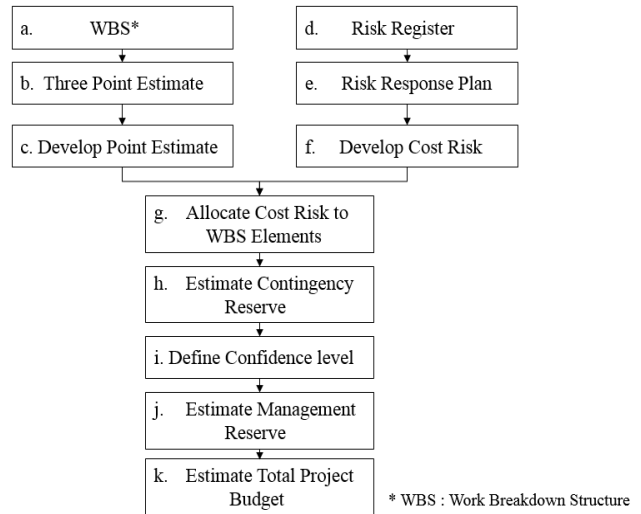 a. WBS*
d. Risk Register
b. Three Point Estimate
e. Risk Response Plan
c. Develop Point Estimate
f. Develop Cost Risk
g. Allocate Cost Risk to
WBS Elements
h. Estimate Contingency
Reserve
i. Define Confidence level
j. Estimate Management
Reserve
k. Estimate Total Project
Budget
* WBS : Work Breakdown Structure